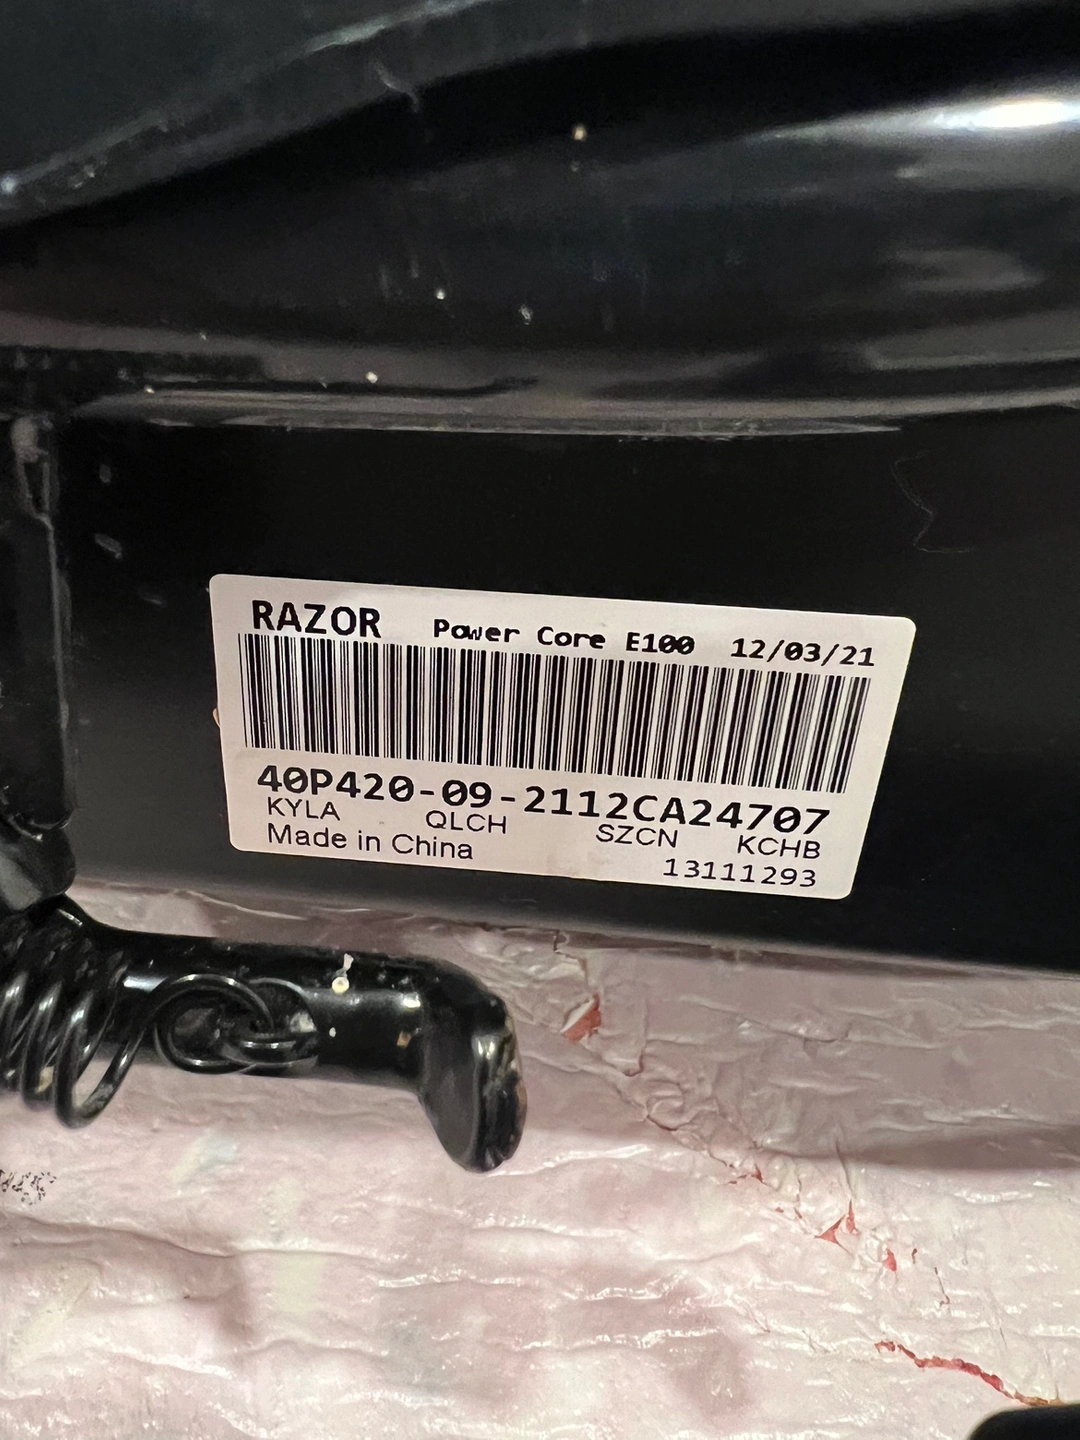 RAZOR Power Core E100 12/03/21
40P420-09-2112CA24707
KYLA QLCH SZCN KCHB
Made in China 13111293